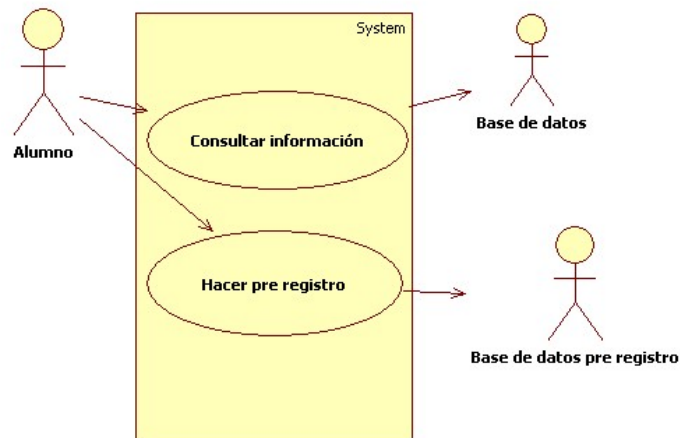 System
Alumno
Consultar información
Base de datos
Hacer pre registro
Base de datos pre registro